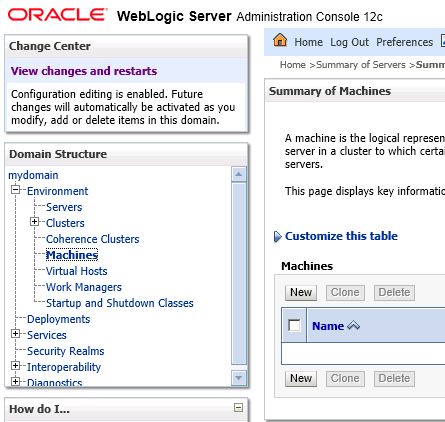 ORACLE WebLogic Server Administration Console 12c
Change Center
View changes and restarts
Configuration editing is enabled. Future
changes will automatically be activated as you
modify, add or delete items in this domain.
Domain Structure
mydomain
Environment
Servers
Clusters
Coherence Clusters
Machines
Virtual Hosts
Work Managers
Startup and Shutdown Classes
Deployments
Services
Security Realms
Interoperability
Diagnostics
How do I...
Home Log Out Preferences
Home >Summary of Servers >Summ
Summary of Machines
A machine is the logical represen
server in a cluster to which certa
servers.
This page displays key informatio
Customize this table
Machines
New Clone Delete
Name
New Clone Delete